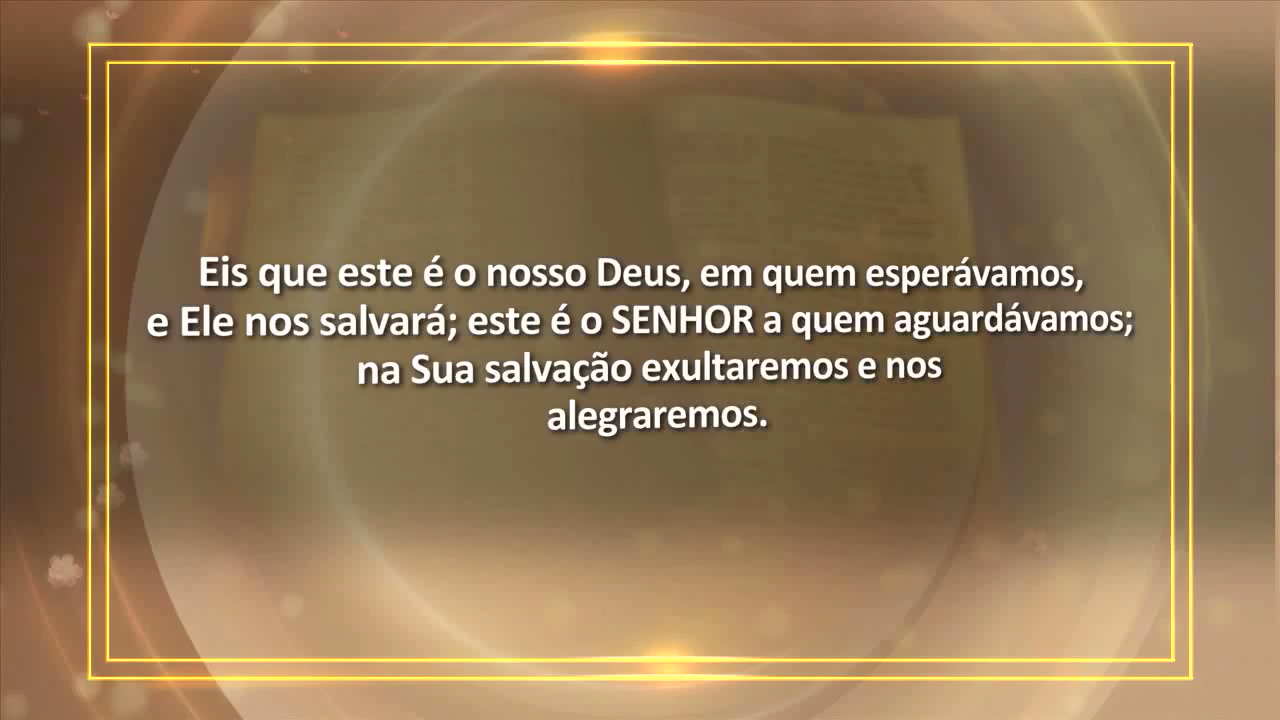 Eis que este é o nosso Deus, em quem esperávamos,
e Ele nos salvará; este é o SENHOR a quem aguardávamos;
na Sua salvação exultaremos e nos
alegraremos.